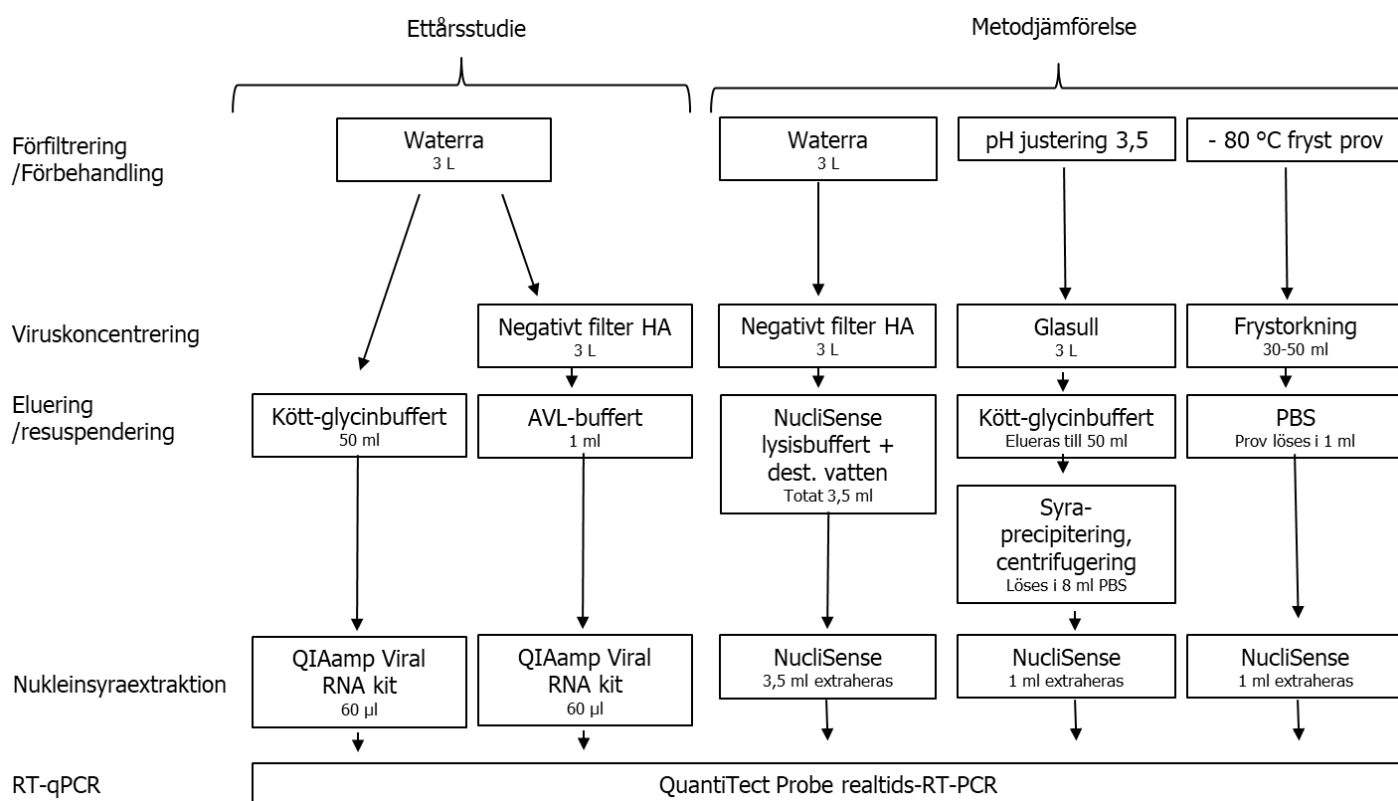 Ettårsstudie
Metodjämförelse
Förfiltrering
/Förbehandling
Waterra
3 L
Waterra
3 L
pH justering 3,5
- 80 °C fryst prov
Viruskoncentrering
Negativt filter HA
3 L
Negativt filter HA
3 L
Glasull
3 L
Frystorkning
30-50 ml
Eluering
/resuspendering
Kött-glycinbuffert
50 ml
AVL-buffert
1 ml
NucliSense
lysisbuffert +
dest. vatten
Totat 3,5 ml
Kött-glycinbuffert
Elueras till 50 ml
PBS
Prov löses i 1 ml
Syra-
precipitering,
centrifugering
Löses i 8 ml PBS
Nukleinsyraextraktion
QIAamp Viral
RNA kit
60 µl
QIAamp Viral
RNA kit
60 µl
NucliSense
3,5 ml extraheras
NucliSense
1 ml extraheras
NucliSense
1 ml extraheras
RT-qPCR
QuantiTect Probe realtids-RT-PCR